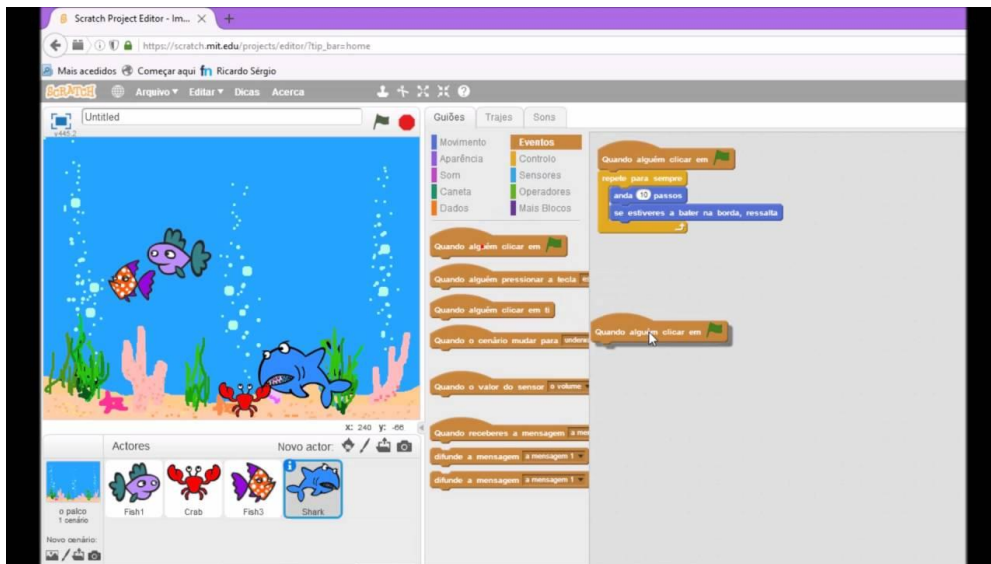 Scratch Project Editor - Im...
https://scratch.mit.edu/projects/editor/?tip_bar=home
Mais acedidos
Começar aqui
Ricardo Sérgio
SCRATCH
Arquivo
Editar
Dicas
Acerca
Untitled
v445.2
Guiões
Trajes
Sons
Movimento
Aparência
Som
Caneta
Dados
Eventos
Controlo
Sensores
Operadores
Mais Blocos
Quando alguém clicar em
Quando alguém pressionar a tecla
Quando alguém clicar em ti
Quando o cenário mudar para
Quando o valor do sensor o volume
Quando receberes a mensagem
difunde a mensagem a mensagem 1
difunde a mensagem a mensagem 1
Quando alguém clicar em
repete para sempre
anda 10 passos
se estiveres a bater na borda, ressalta
Quando alguém clicar em
x: 240 y: -66
Actores
Novo actor:
o palco
1 cenário
Novo cenário:
Fish1
Crab
Fish3
Shark